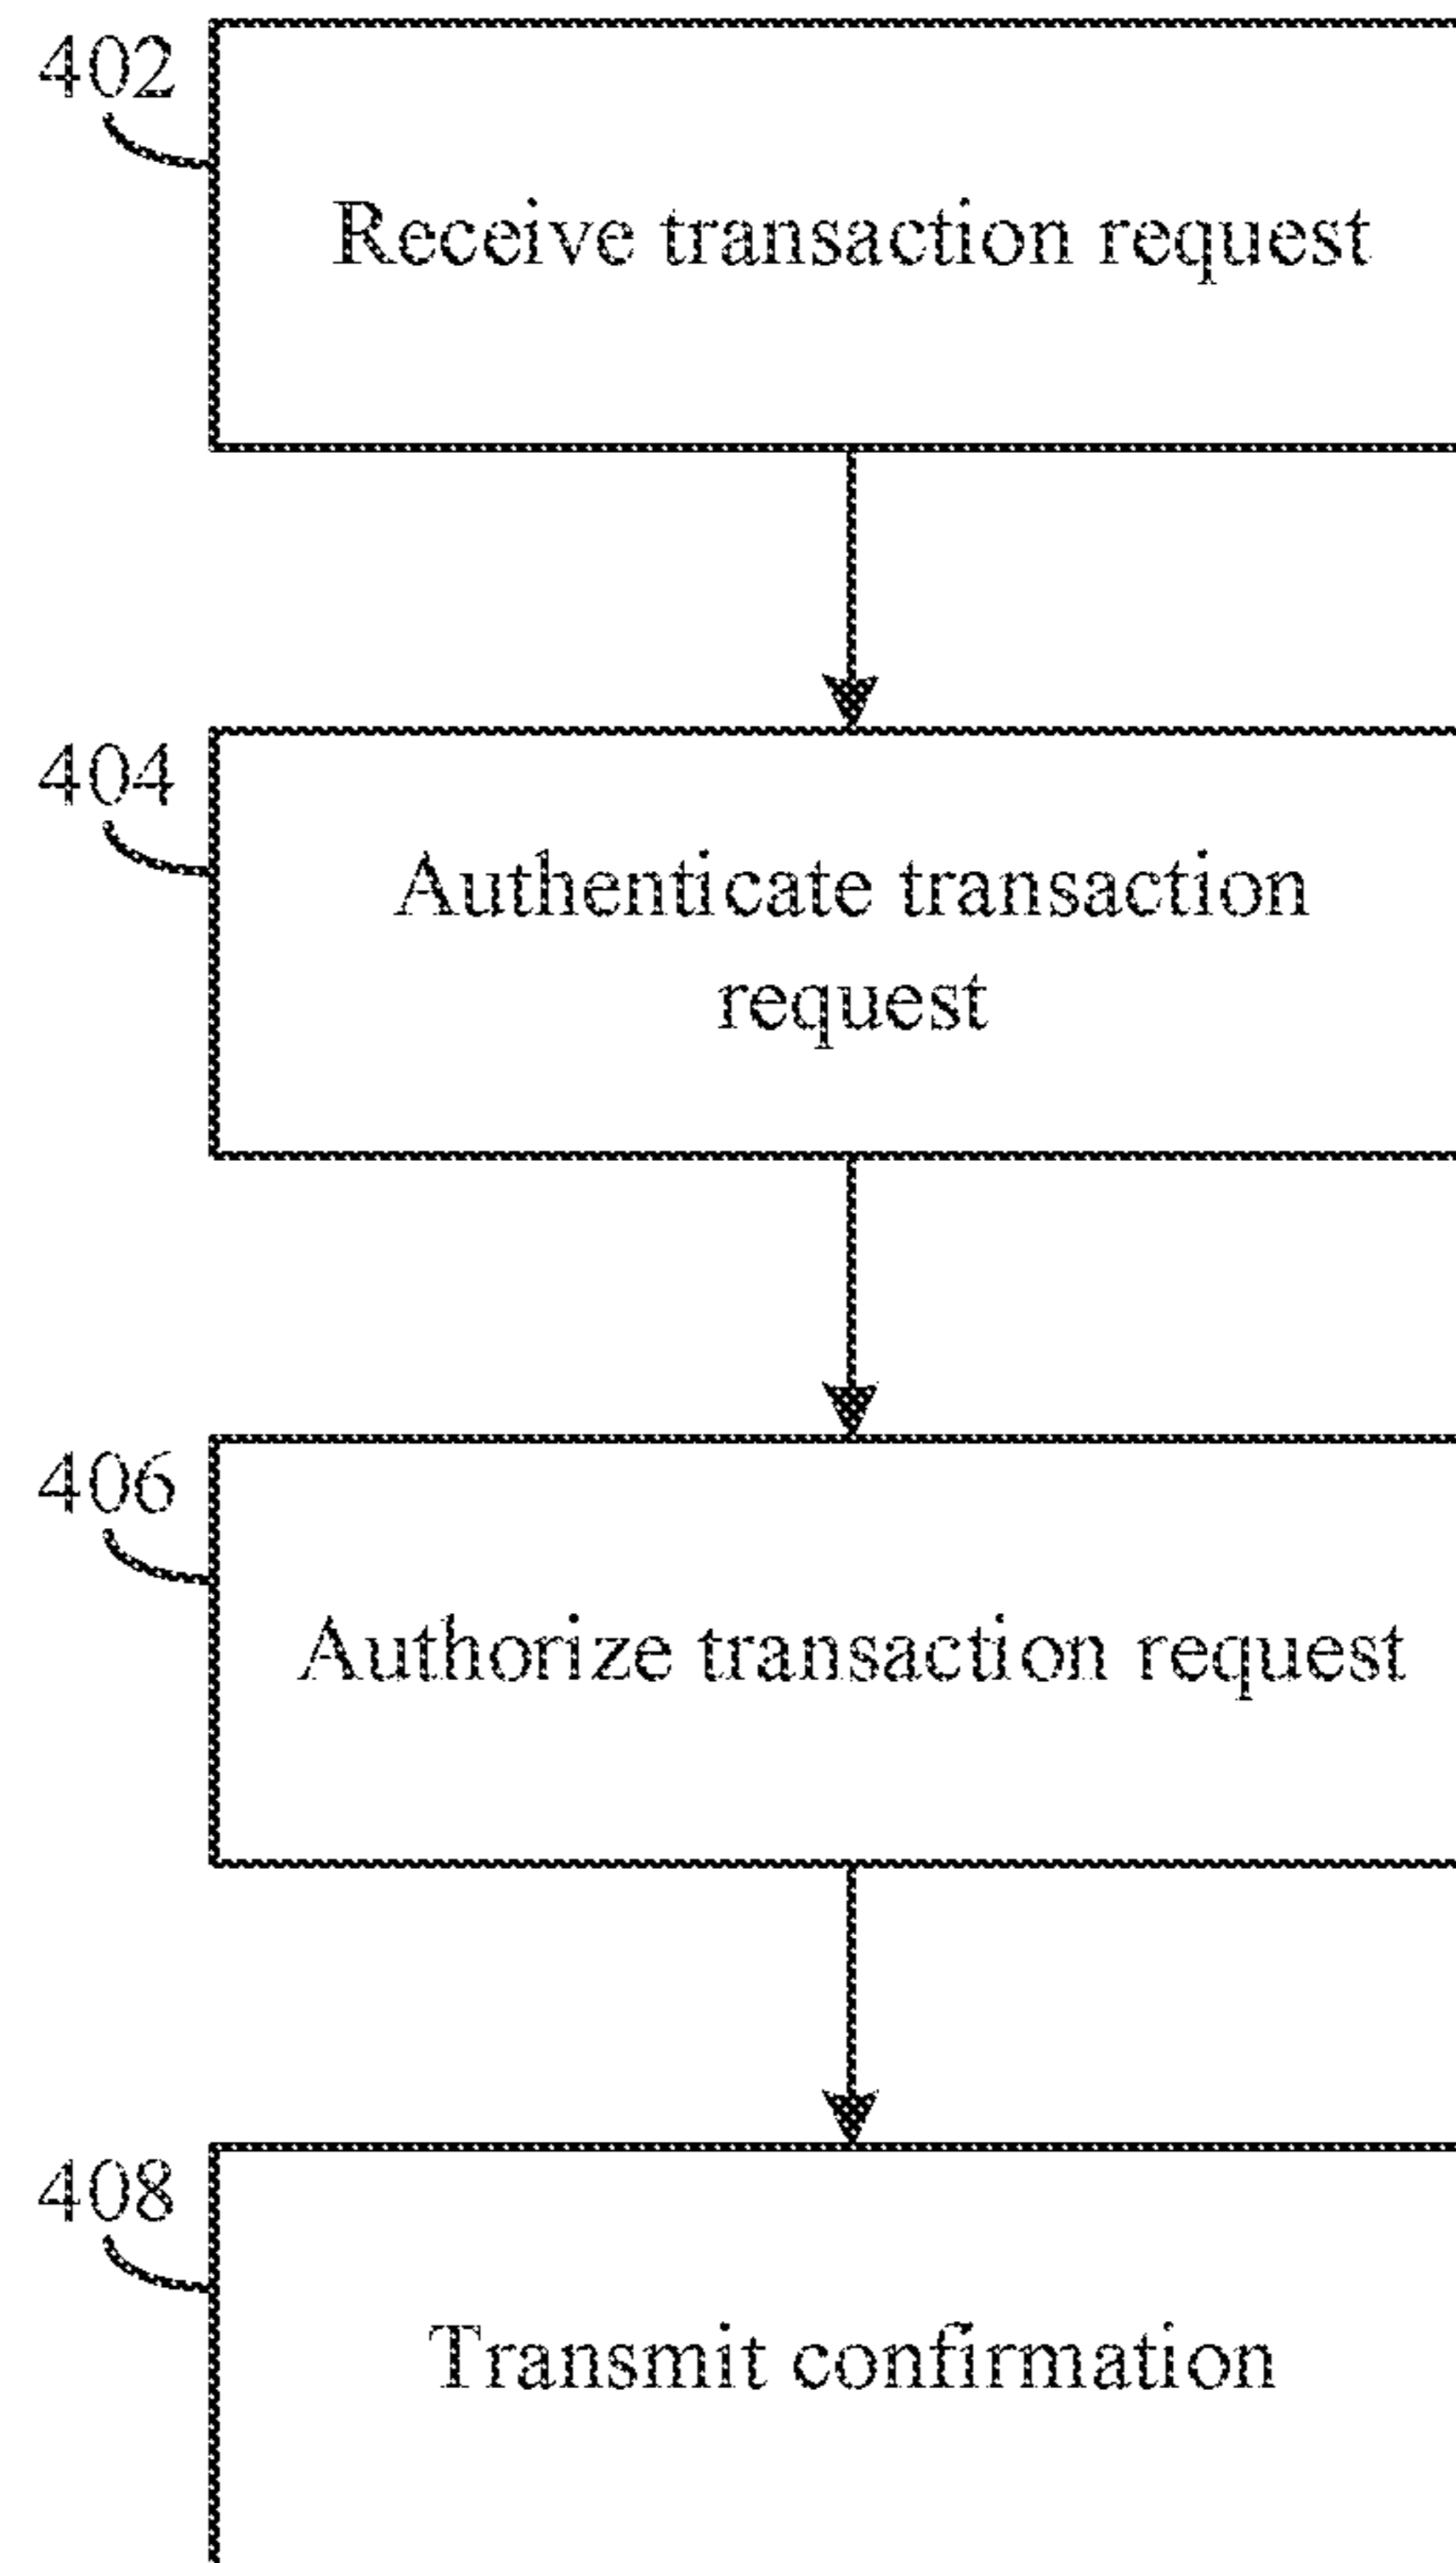 402
Receive transaction request
404
Authenticate transaction
request
406
Authorize transaction request
408
Transmit confirmation